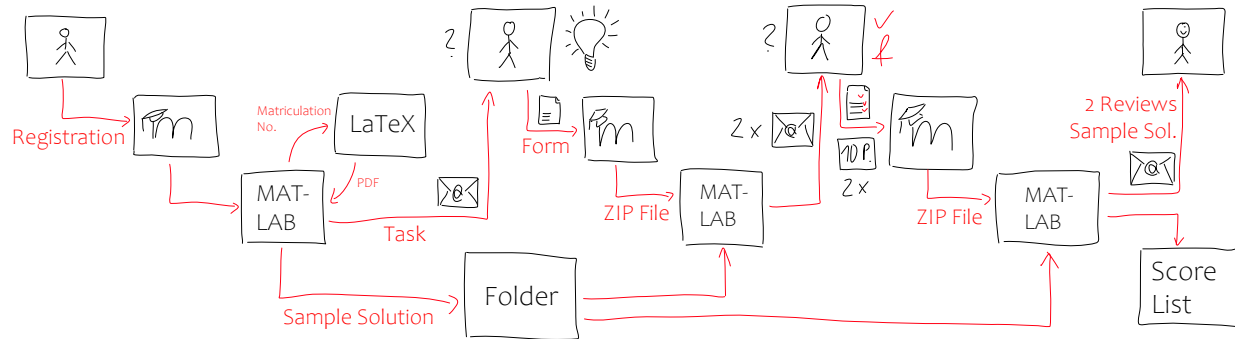 Registration
m
Matriculation
No.
LaTeX
PDF
MAT-
LAB
Task
@
Sample Solution
Folder
?
Form
m
ZIP File
MAT-
LAB
2 x
@
?
10 P.
2x
m
ZIP File
MAT-
LAB
2 Reviews
Sample Sol.
@
Score
List